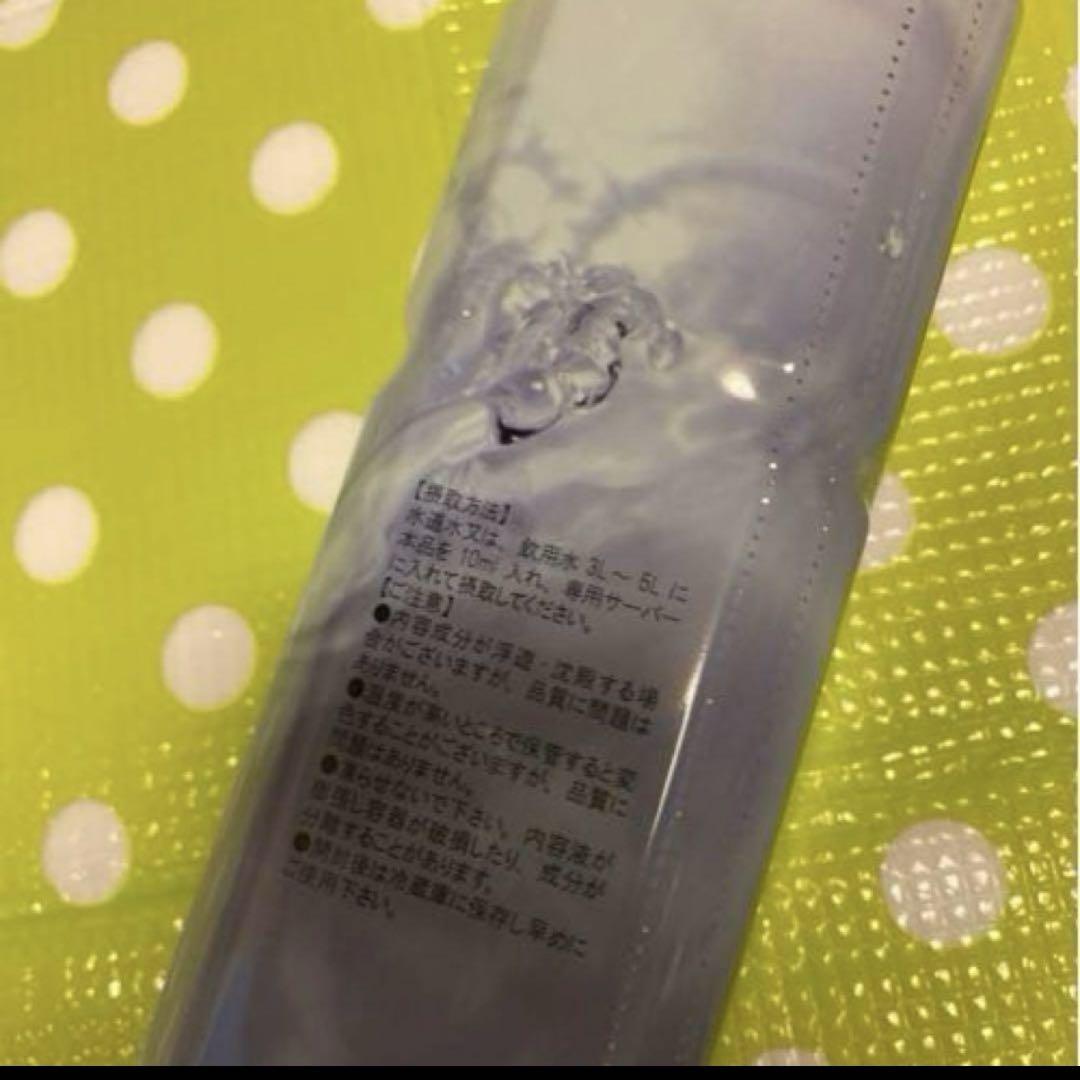 【摂取方法】
水道水又は、飲用水 3L～5L に
本品を 10ml 入れ、専用サーバー
に入れて摂取してください。
【ご注意】
●内容成分が浮遊・沈殿する場
合がございますが、品質に問題は
ありません。
●温度が高いところで保管すると変
色することがございますが、品質に
問題はありません。
●凍らせないで下さい。内容液が
膨張し容器が破損したり、成分が
分離することがあります。
●開封後は冷蔵庫に保存し早めに
ご使用下さい。